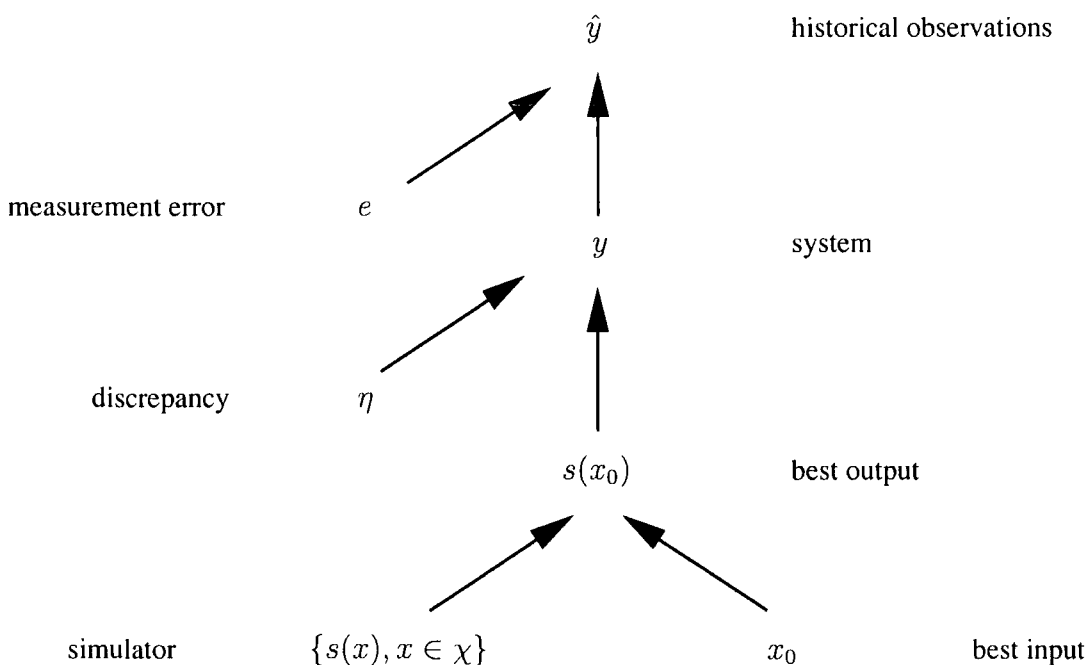 ŷ historical observations
measurement error e
y system
discrepancy η
s(x₀) best output
simulator {s(x), x ∈ χ} x₀ best input